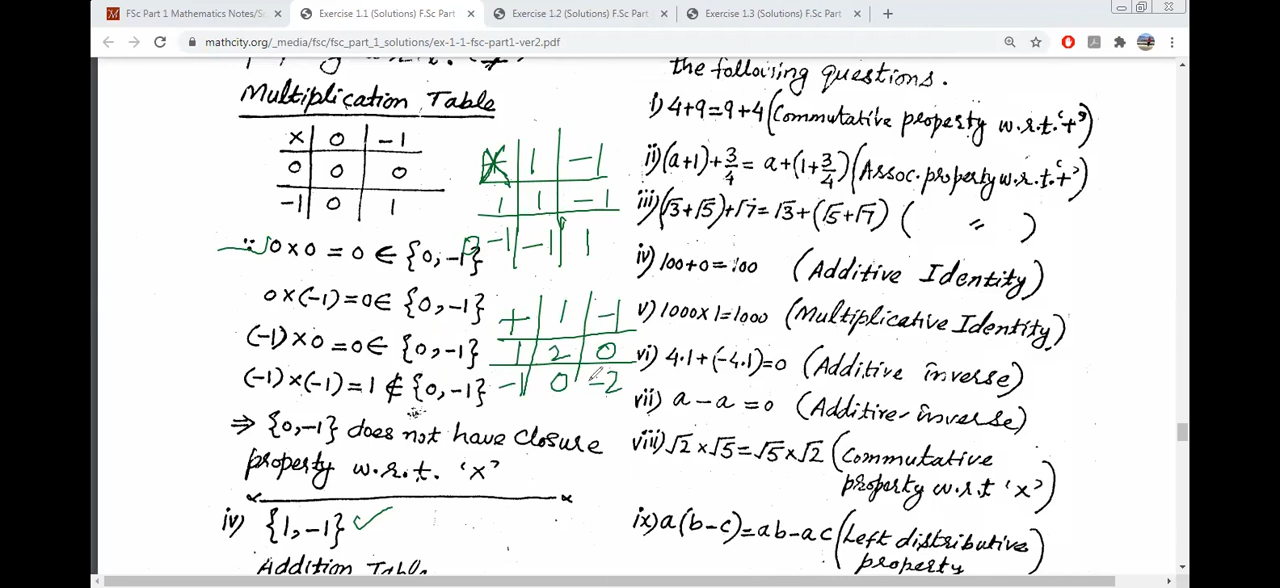 FSc Part 1 Mathematics Notes/So
Exercise 1.1 (Solutions) F.Sc Part
Exercise 1.2 (Solutions) F.Sc Part
Exercise 1.3 (Solutions) F.Sc Part
mathcity.org/_media/fsc/fsc_part_1_solutions/ex-1-1-fsc-part1-ver2.pdf
Multiplication Table
× 0 -1
0 0 0
-1 0 1
∵ 0×0 = 0 ∈ {0,-1}
0×(-1)=0∈ {0,-1}
(-1)×0 =0∈ {0,-1}
(-1)×(-1)=1 ∉ {0,-1}
⇒ {0,-1} does not have closure
property w.r.t. '×'
iv) {1,-1} ✓
Addition Table
× 1 -1
1 1 -1
-1 -1 1
+ 1 -1
1 2 0
-1 0 -2
the following questions.
i) 4+9=9+4 (Commutative property w.r.t.'+')
ii) (a+1)+3/4 = a+(1+3/4) (Assoc. property w.r.t.'+')
iii) (√3+√5)+√7=√3+(√5+√7) ( " )
iv) 100+0=100 (Additive Identity)
v) 1000×1=1000 (Multiplicative Identity)
vi) 4.1+(-4.1)=0 (Additive inverse)
vii) a-a=0 (Additive inverse)
viii) √2×√5=√5×√2 (Commutative
property w.r.t '×')
ix) a(b-c)=ab-ac (Left distributive
property